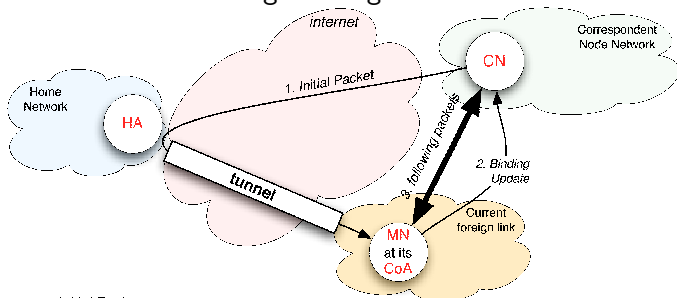 internet
Correspondent
Node Network
CN
1. Initial Packet
Home
Network
HA
3. following packets
2. Binding
Update
tunnel
Current
foreign link
MN
at its
CoA